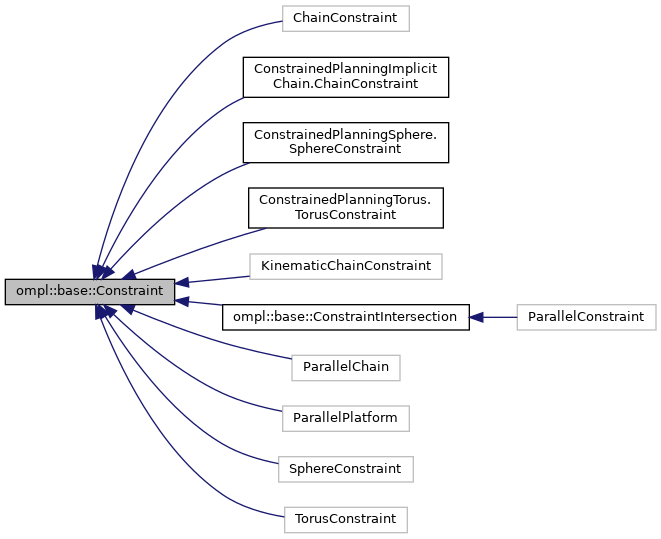 ChainConstraint
ConstrainedPlanningImplicit
Chain.ChainConstraint
ConstrainedPlanningSphere.
SphereConstraint
ConstrainedPlanningTorus.
TorusConstraint
KinematicChainConstraint
ompl::base::Constraint
ompl::base::ConstraintIntersection
ParallelConstraint
ParallelChain
ParallelPlatform
SphereConstraint
TorusConstraint